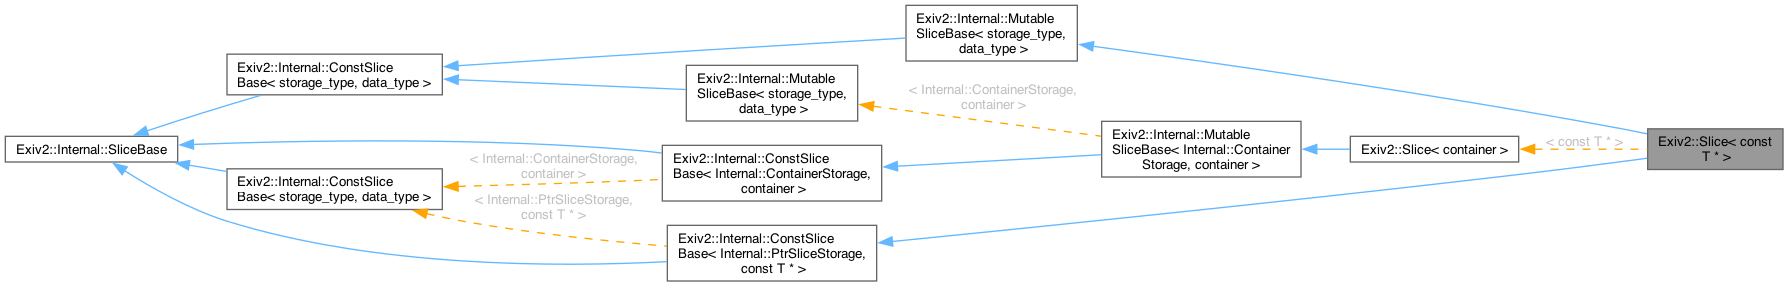 Exiv2::Internal::Mutable
SliceBase< storage_type,
data_type >
Exiv2::Internal::ConstSlice
Base< storage_type, data_type >
Exiv2::Internal::Mutable
SliceBase< storage_type,
data_type >
< Internal::ContainerStorage,
container >
Exiv2::Internal::SliceBase
Exiv2::Internal::ConstSlice
Base< Internal::ContainerStorage,
container >
Exiv2::Internal::Mutable
SliceBase< Internal::Container
Storage, container >
Exiv2::Slice< container >
< const T * >
Exiv2::Slice< const
T * >
< Internal::ContainerStorage,
container >
Exiv2::Internal::ConstSlice
Base< storage_type, data_type >
< Internal::PtrSliceStorage,
const T * >
Exiv2::Internal::ConstSlice
Base< Internal::PtrSliceStorage,
const T * >